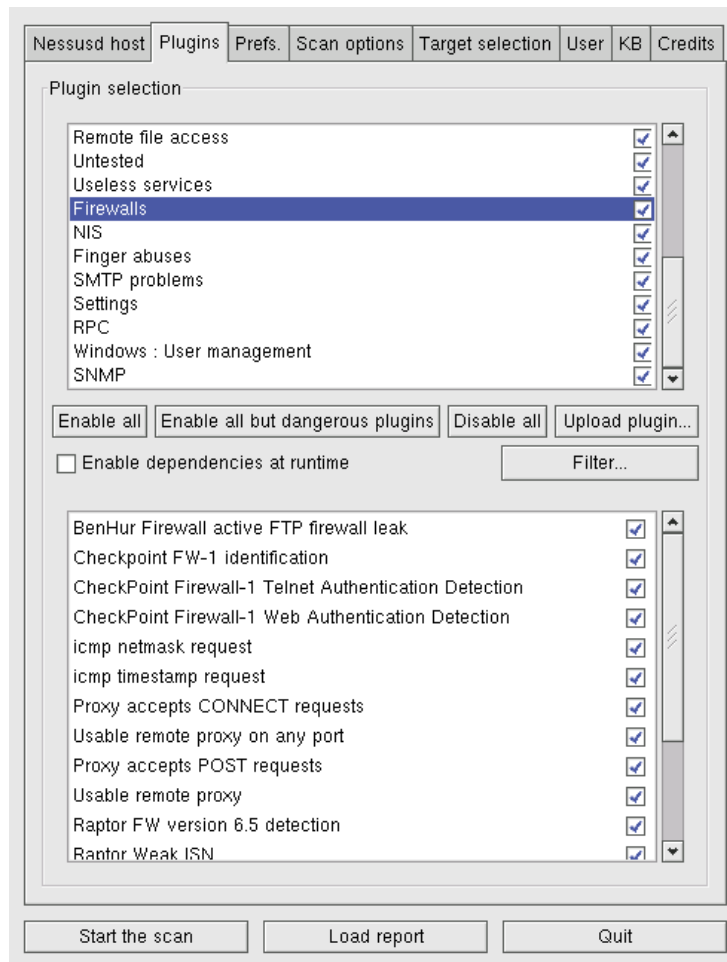 Nessusd host Plugins Prefs. Scan options Target selection User KB Credits
Plugin selection
Remote file access
Untested
Useless services
Firewalls
NIS
Finger abuses
SMTP problems
Settings
RPC
Windows : User management
SNMP
Enable all Enable all but dangerous plugins Disable all Upload plugin...
Enable dependencies at runtime Filter...
BenHur Firewall active FTP firewall leak
Checkpoint FW-1 identification
CheckPoint Firewall-1 Telnet Authentication Detection
CheckPoint Firewall-1 Web Authentication Detection
icmp netmask request
icmp timestamp request
Proxy accepts CONNECT requests
Usable remote proxy on any port
Proxy accepts POST requests
Usable remote proxy
Raptor FW version 6.5 detection
Raptor Weak ISN
Start the scan Load report Quit